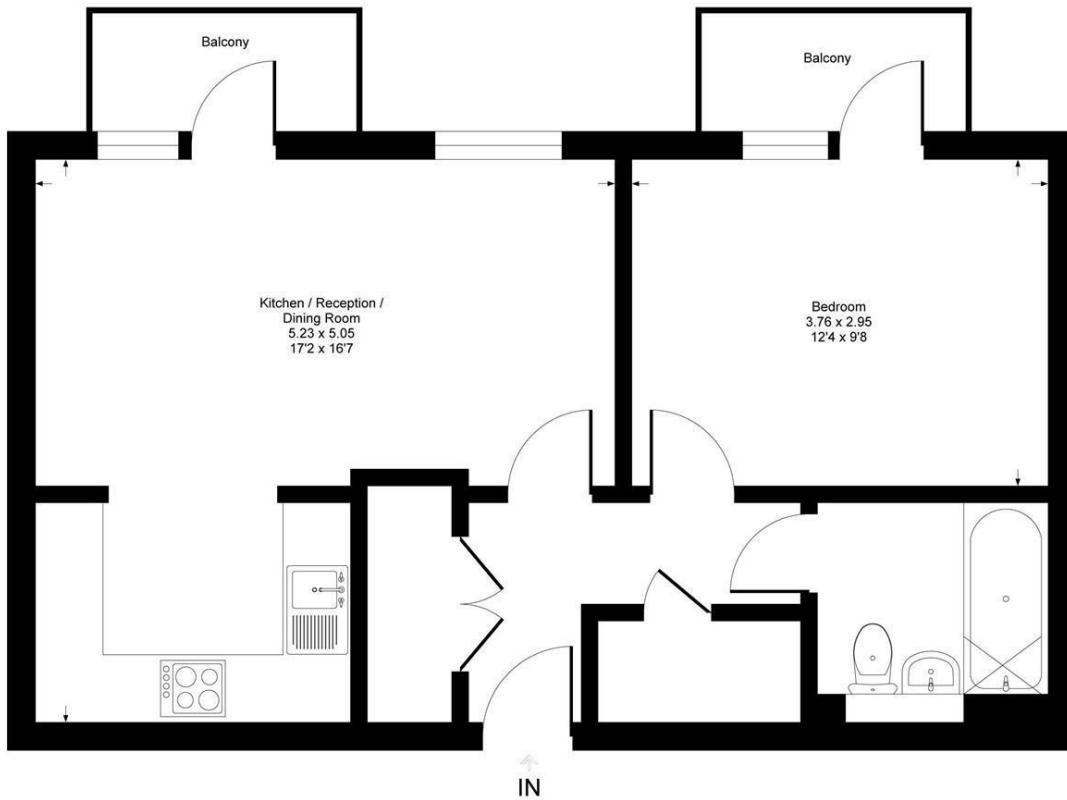 Balcony
Balcony
Kitchen / Reception /
Dining Room
5.23 x 5.05
17'2 x 16'7
Bedroom
3.76 x 2.95
12'4 x 9'8
IN